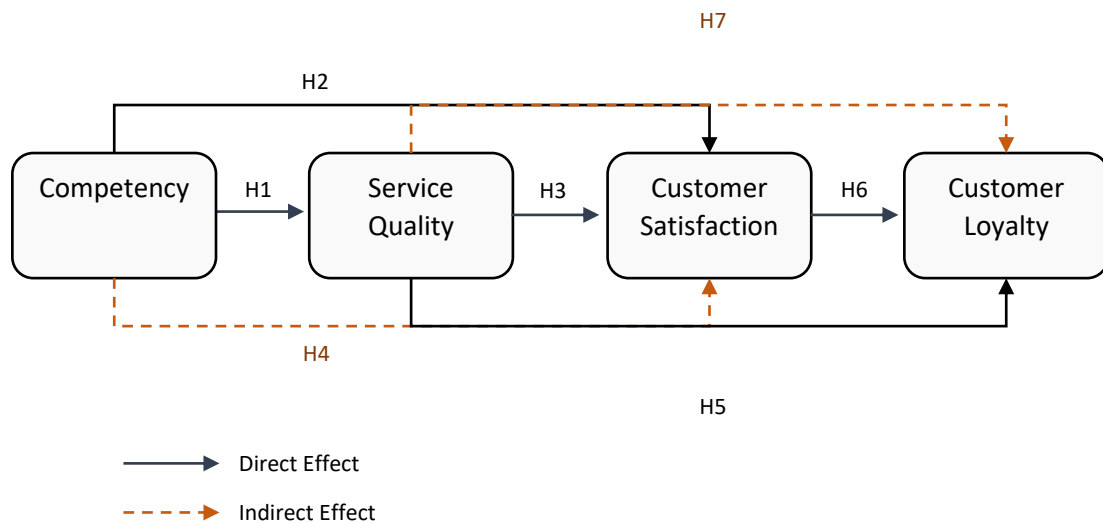 H7
H2
Competency
H1
Service
Quality
H3
Customer
Satisfaction
H6
Customer
Loyalty
H4
H5
Direct Effect
Indirect Effect